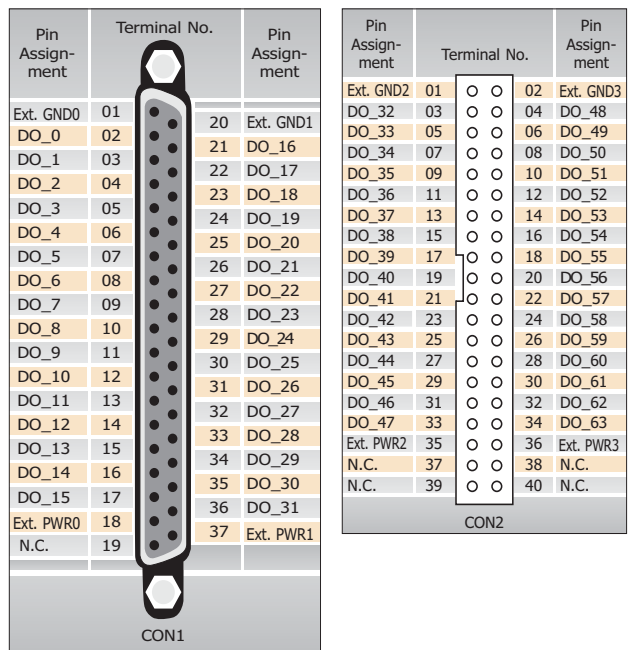 Pin Assign-ment Terminal No. Pin Assign-ment
Ext. GND0 01
DO_0 02
DO_1 03
DO_2 04
DO_3 05
DO_4 06
DO_5 07
DO_6 08
DO_7 09
DO_8 10
DO_9 11
DO_10 12
DO_11 13
DO_12 14
DO_13 15
DO_14 16
DO_15 17
Ext. PWR0 18
N.C. 19
20 Ext. GND1
21 DO_16
22 DO_17
23 DO_18
24 DO_19
25 DO_20
26 DO_21
27 DO_22
28 DO_23
29 DO_24
30 DO_25
31 DO_26
32 DO_27
33 DO_28
34 DO_29
35 DO_30
36 DO_31
37 Ext. PWR1
CON1
Pin Assign-ment Terminal No. Pin Assign-ment
Ext. GND2 01 02 Ext. GND3
DO_32 03 04 DO_48
DO_33 05 06 DO_49
DO_34 07 08 DO_50
DO_35 09 10 DO_51
DO_36 11 12 DO_52
DO_37 13 14 DO_53
DO_38 15 16 DO_54
DO_39 17 18 DO_55
DO_40 19 20 DO_56
DO_41 21 22 DO_57
DO_42 23 24 DO_58
DO_43 25 26 DO_59
DO_44 27 28 DO_60
DO_45 29 30 DO_61
DO_46 31 32 DO_62
DO_47 33 34 DO_63
Ext. PWR2 35 36 Ext. PWR3
N.C. 37 38 N.C.
N.C. 39 40 N.C.
CON2